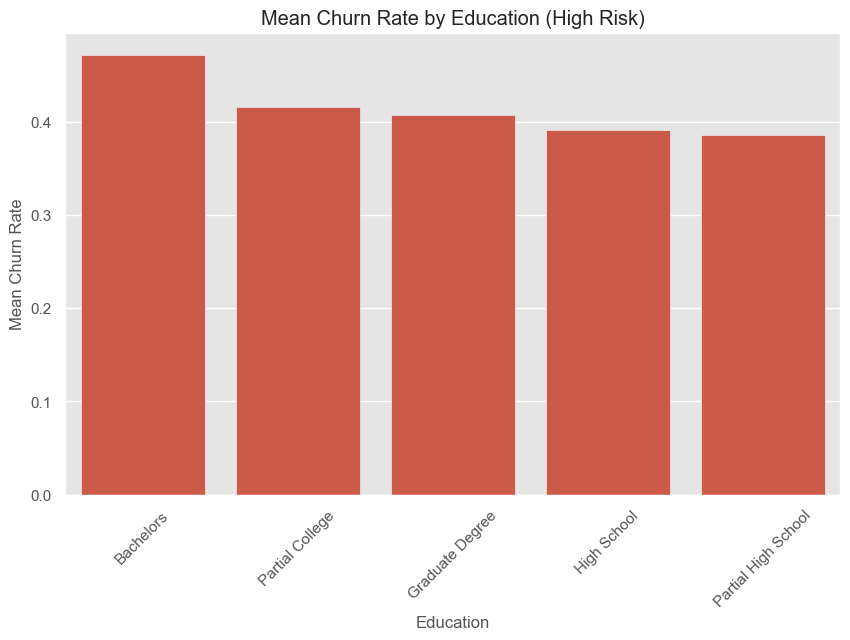 Mean Churn Rate by Education (High Risk)
Mean Churn Rate
0.4
0.3
0.2
0.1
0.0
Bachelors
Partial College
Graduate Degree
High School
Partial High School
Education